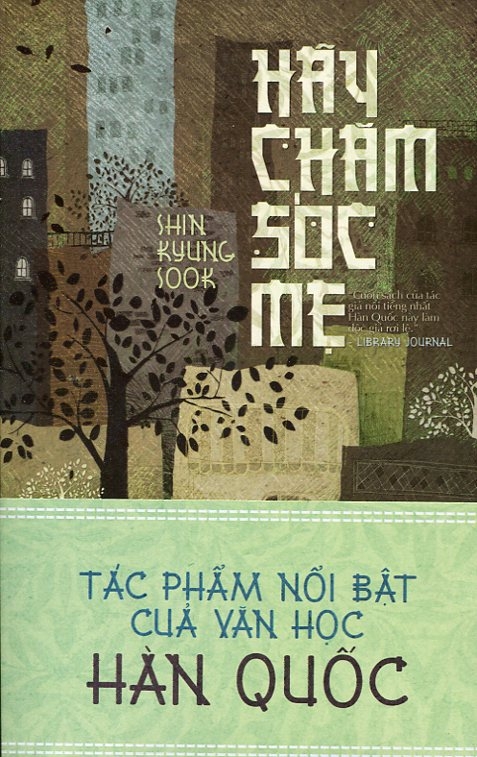 HÃY
CHĂM
SÓC
MẸ
SHIN
KYUNG
SOOK
"Cuốn sách của tác
giả nổi tiếng nhất
Hàn Quốc này làm
độc giả rơi lệ."
- LIBRARY JOURNAL
TÁC PHẨM NỔI BẬT
CUẢ VĂN HỌC
HÀN QUỐC